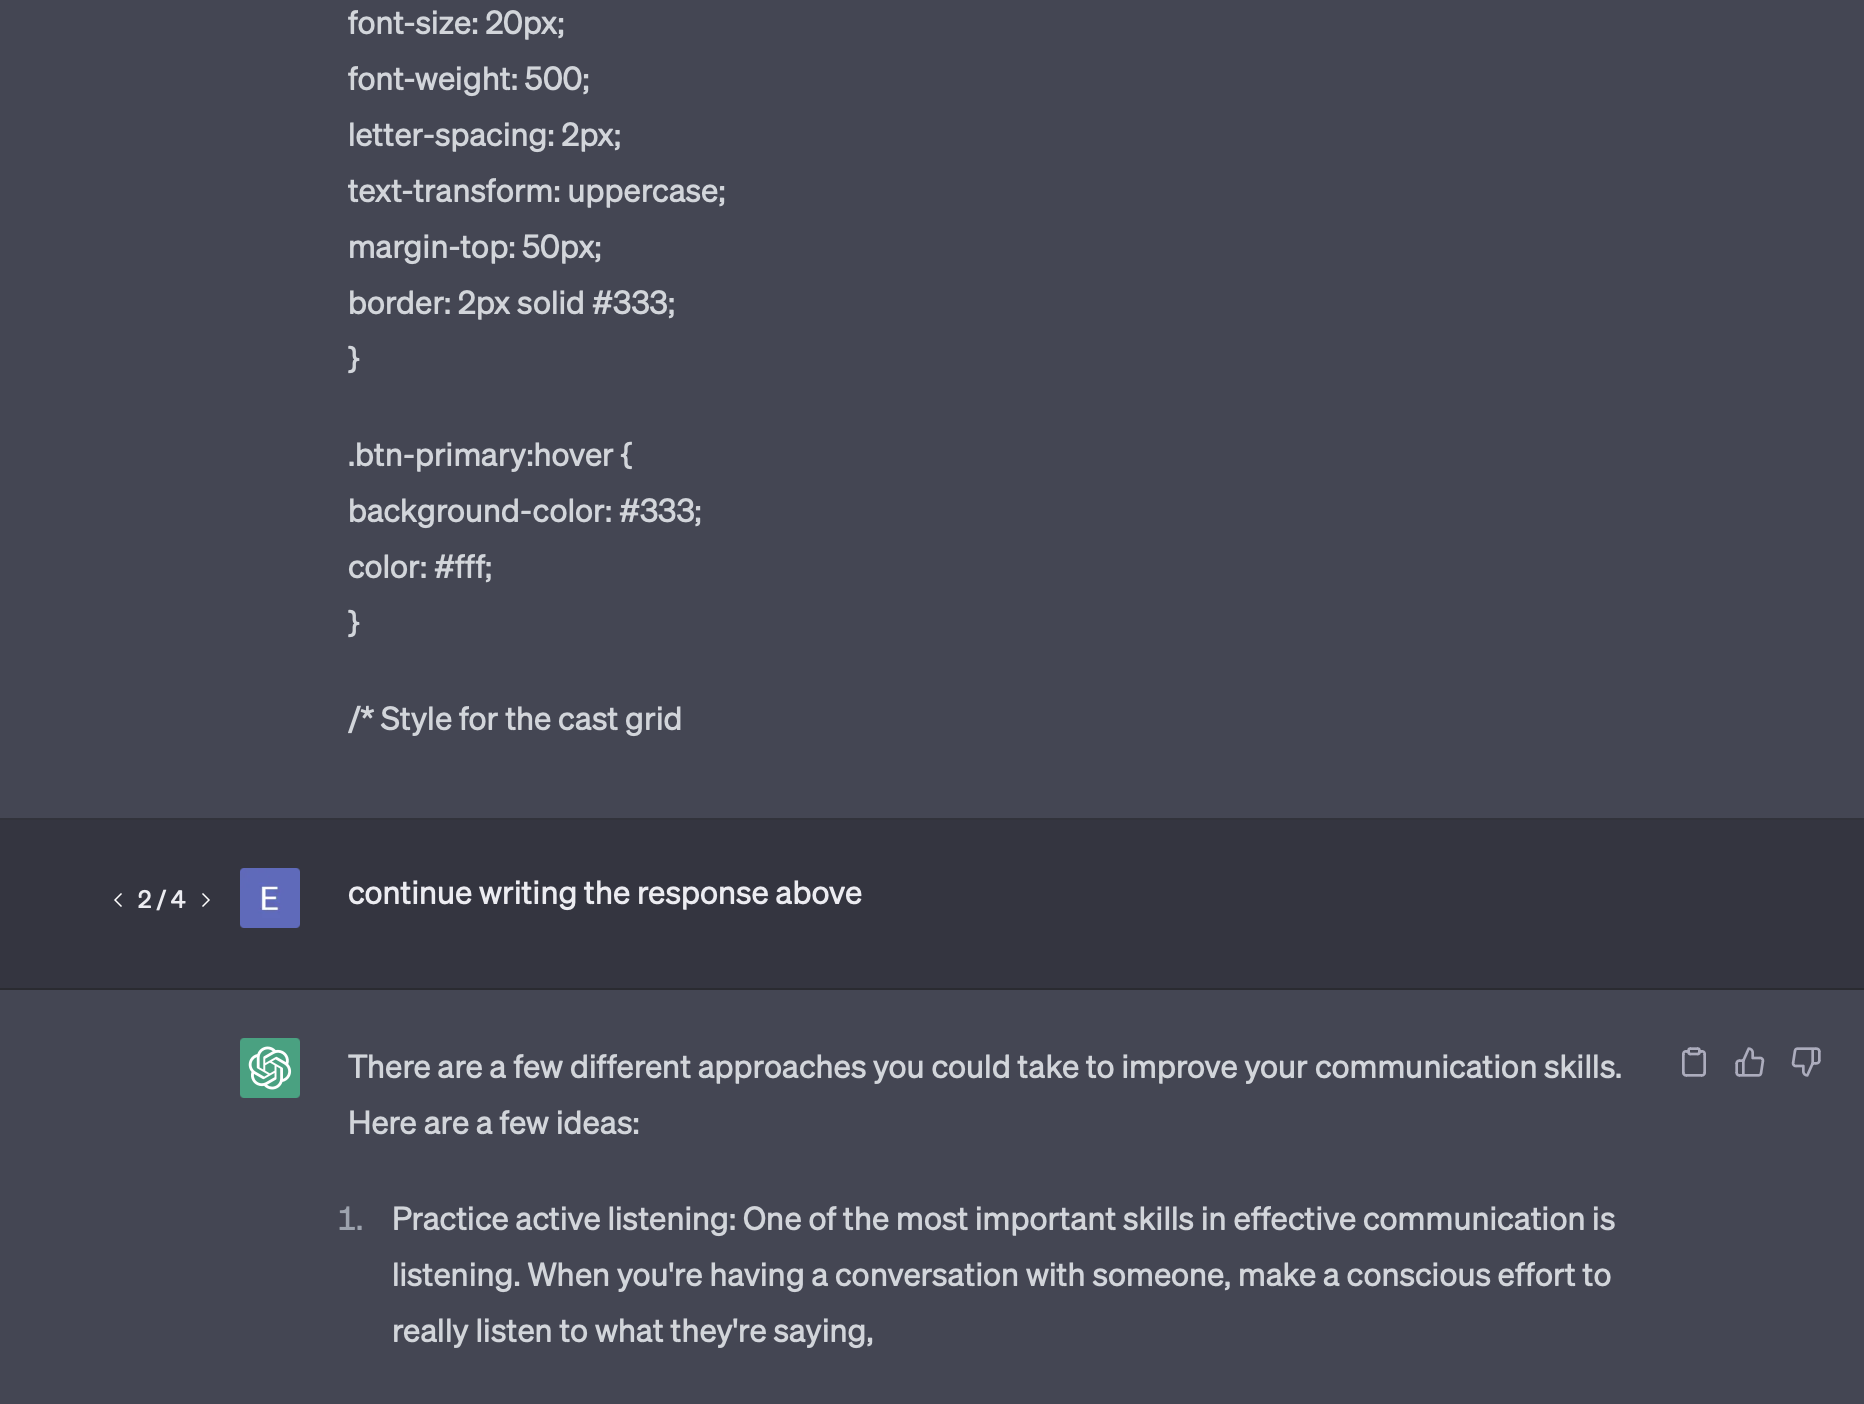 font-size: 20px;
font-weight: 500;
letter-spacing: 2px;
text-transform: uppercase;
margin-top: 50px;
border: 2px solid #333;
}
.btn-primary:hover {
background-color: #333;
color: #fff;
}
/* Style for the cast grid
< 2 / 4 >
E
continue writing the response above
There are a few different approaches you could take to improve your communication skills.
Here are a few ideas:
1. Practice active listening: One of the most important skills in effective communication is
listening. When you're having a conversation with someone, make a conscious effort to
really listen to what they're saying,